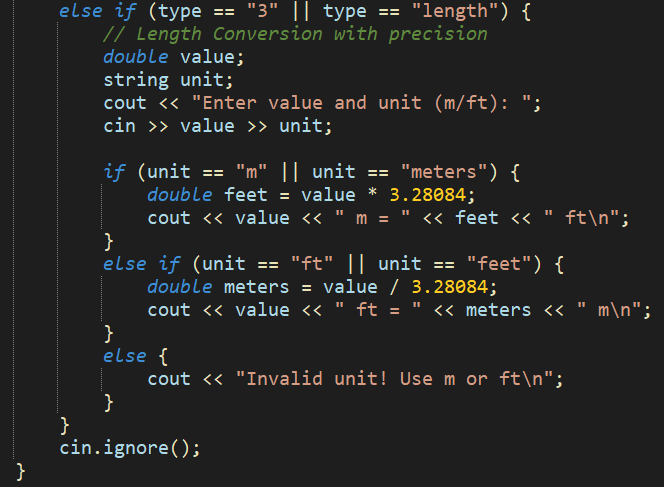 else if (type == "3" || type == "length") {
// Length Conversion with precision
double value;
string unit;
cout << "Enter value and unit (m/ft): ";
cin >> value >> unit;
if (unit == "m" || unit == "meters") {
double feet = value * 3.28084;
cout << value << " m = " << feet << " ft\n";
}
else if (unit == "ft" || unit == "feet") {
double meters = value / 3.28084;
cout << value << " ft = " << meters << " m\n";
}
else {
cout << "Invalid unit! Use m or ft\n";
}
}
cin.ignore();
}